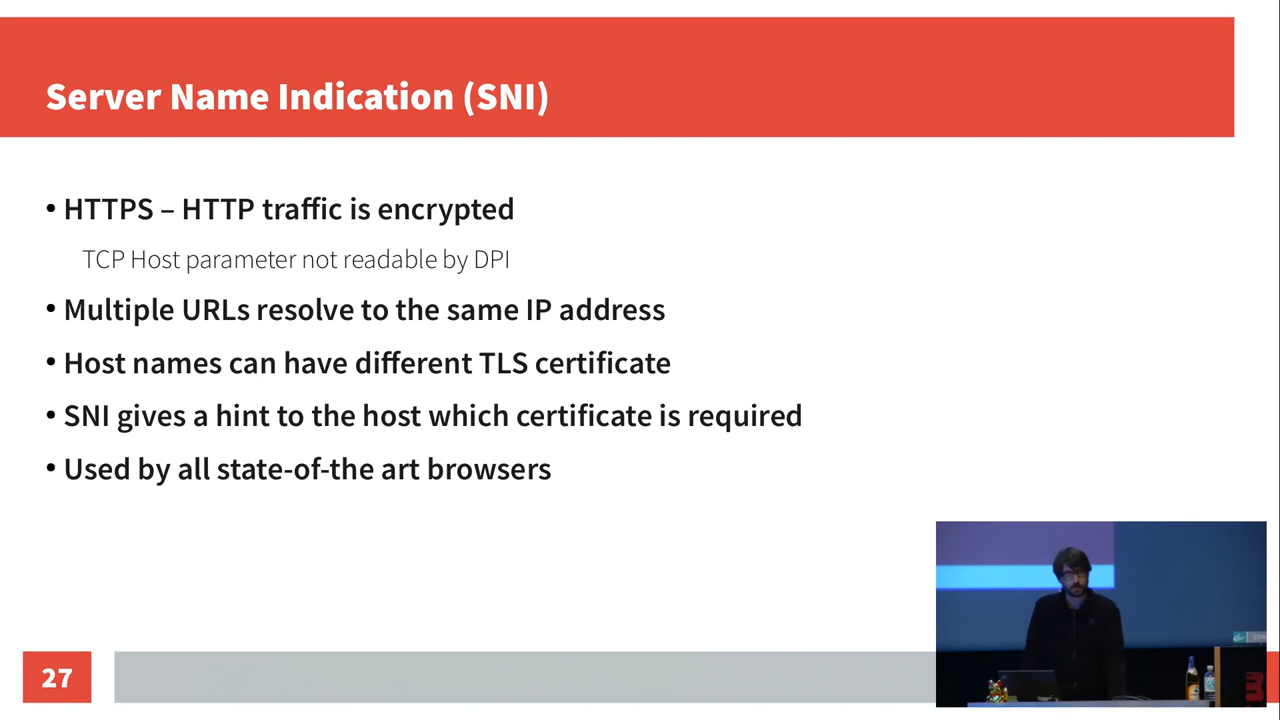 Server Name Indication (SNI)
• HTTPS – HTTP traffic is encrypted
TCP Host parameter not readable by DPI
• Multiple URLs resolve to the same IP address
• Host names can have different TLS certificate
• SNI gives a hint to the host which certificate is required
• Used by all state-of-the art browsers
27